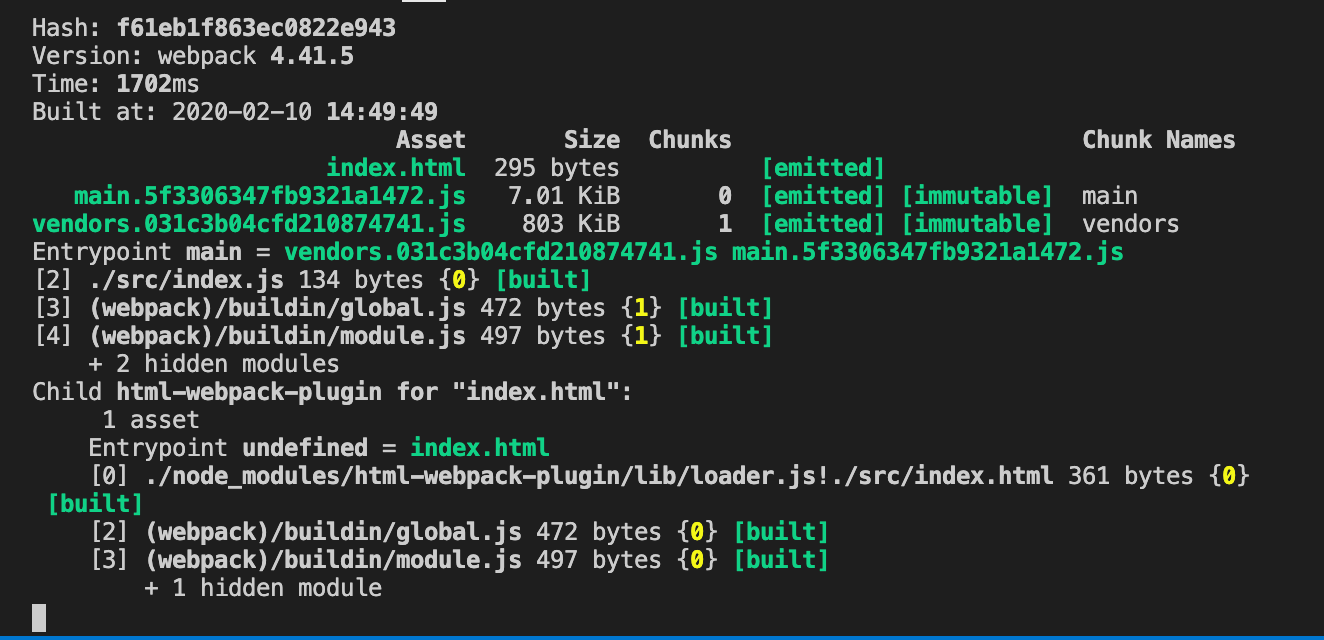 Hash: f61eb1f863ec0822e943
Version: webpack 4.41.5
Time: 1702ms
Built at: 2020-02-10 14:49:49
Asset Size Chunks Chunk Names
index.html 295 bytes [emitted]
main.5f3306347fb9321a1472.js 7.01 KiB 0 [emitted] [immutable] main
vendors.031c3b04cfd210874741.js 803 KiB 1 [emitted] [immutable] vendors
Entrypoint main = vendors.031c3b04cfd210874741.js main.5f3306347fb9321a1472.js
[2] ./src/index.js 134 bytes {0} [built]
[3] (webpack)/buildin/global.js 472 bytes {1} [built]
[4] (webpack)/buildin/module.js 497 bytes {1} [built]
+ 2 hidden modules
Child html-webpack-plugin for "index.html":
1 asset
Entrypoint undefined = index.html
[0] ./node_modules/html-webpack-plugin/lib/loader.js!./src/index.html 361 bytes {0}
[built]
[2] (webpack)/buildin/global.js 472 bytes {0} [built]
[3] (webpack)/buildin/module.js 497 bytes {0} [built]
+ 1 hidden module